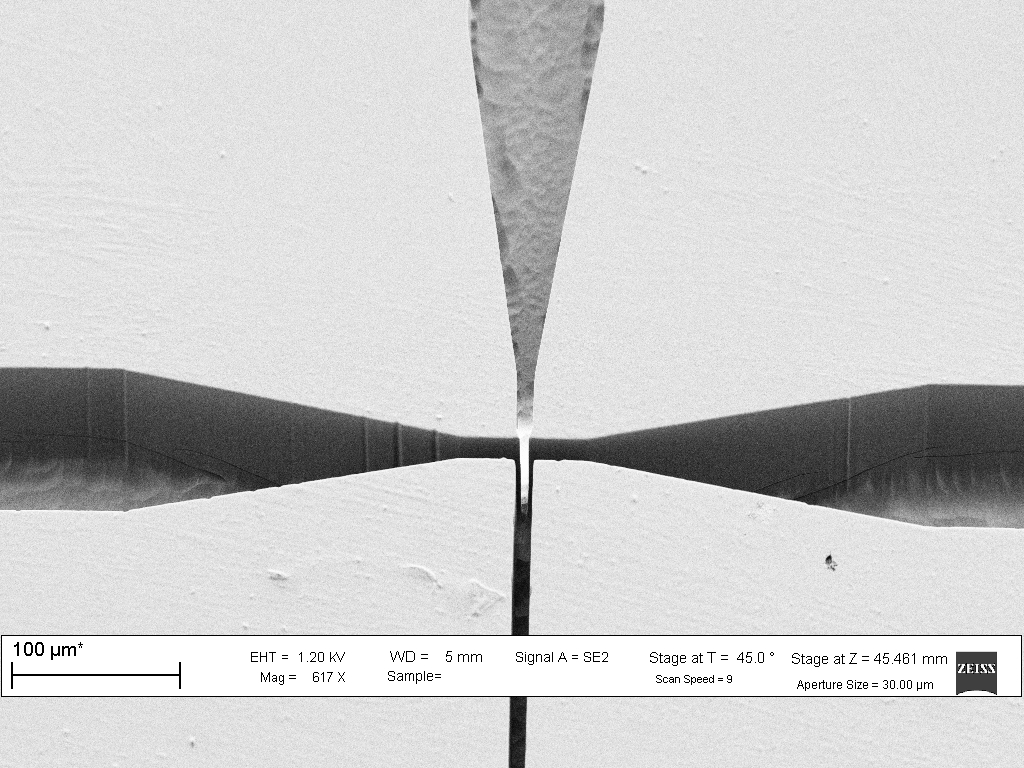 100 µm*
EHT = 1.20 kV WD = 5 mm Signal A = SE2 Stage at T = 45.0 ° Stage at Z = 45.461 mm
Mag = 617 X Sample= Scan Speed = 9 Aperture Size = 30.00 µm
ZEISS